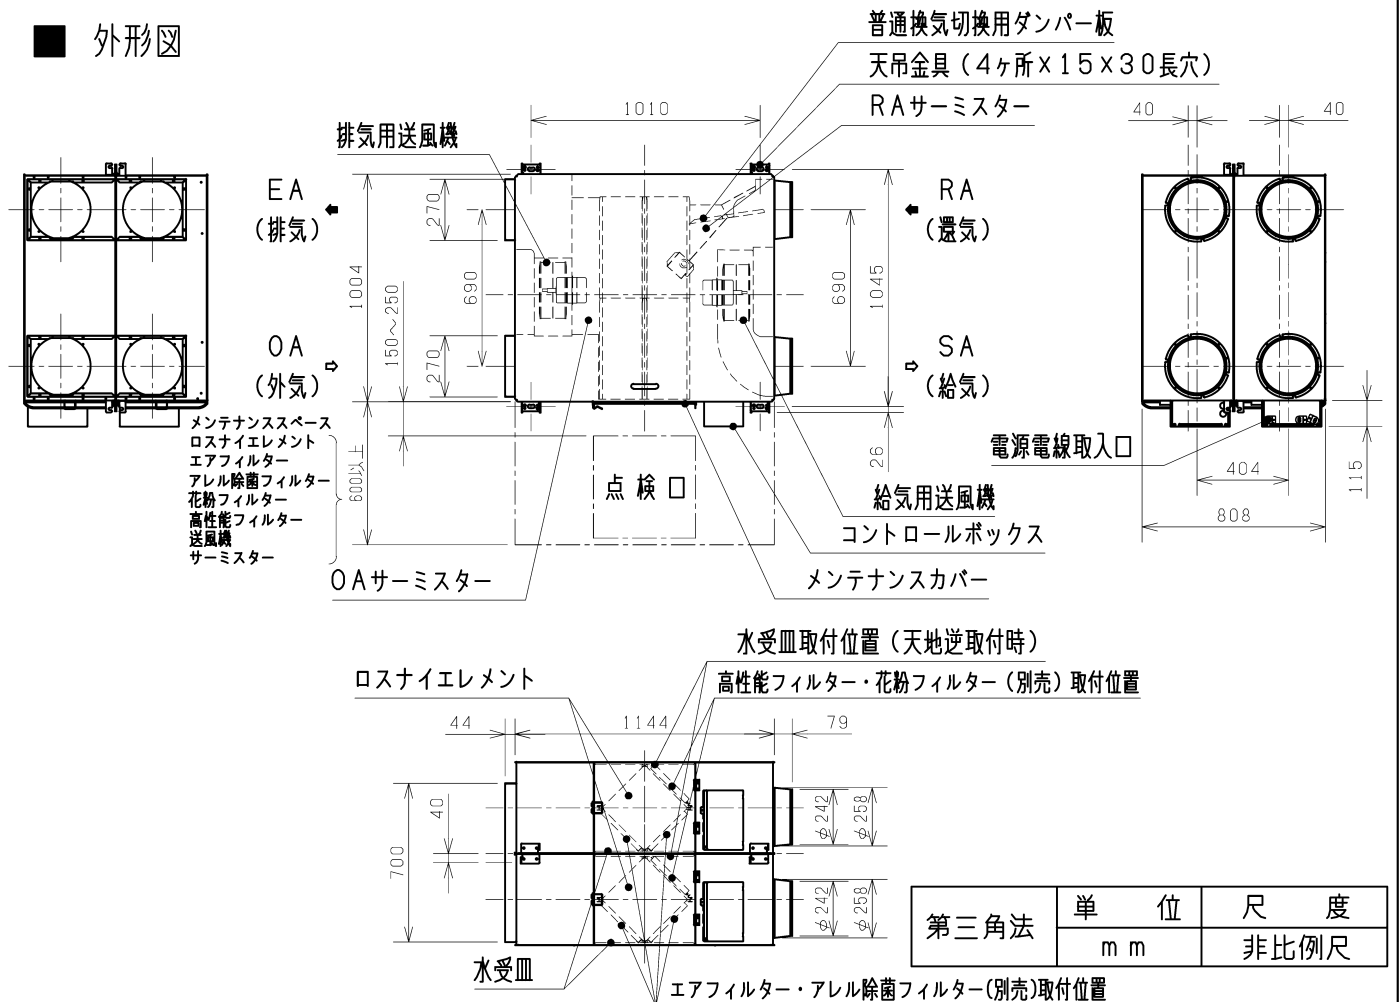 ■ 外形図
普通換気切換用ダンパー板
天吊金具（4ヶ所×15×30長穴）
RAサーミスター
排気用送風機
1010
40
40
EA
（排気）
RA
（還気）
OA
（外気）
SA
（給気）
270
690
270
1004
150～250
600以上
690
1045
26
メンテナンススペース
ロスナイエレメント
エアフィルター
アレル除菌フィルター
花粉フィルター
高性能フィルター
送風機
サーミスター
点検口
電源電線取入口
404
808
115
給気用送風機
コントロールボックス
メンテナンスカバー
OAサーミスター
水受皿取付位置（天地逆取付時）
高性能フィルター・花粉フィルター（別売）取付位置
ロスナイエレメント
44
1144
79
40
700
φ242
φ258
φ242
φ258
水受皿
エアフィルター・アレル除菌フィルター(別売)取付位置
第三角法
単位
尺度
mm
非比例尺